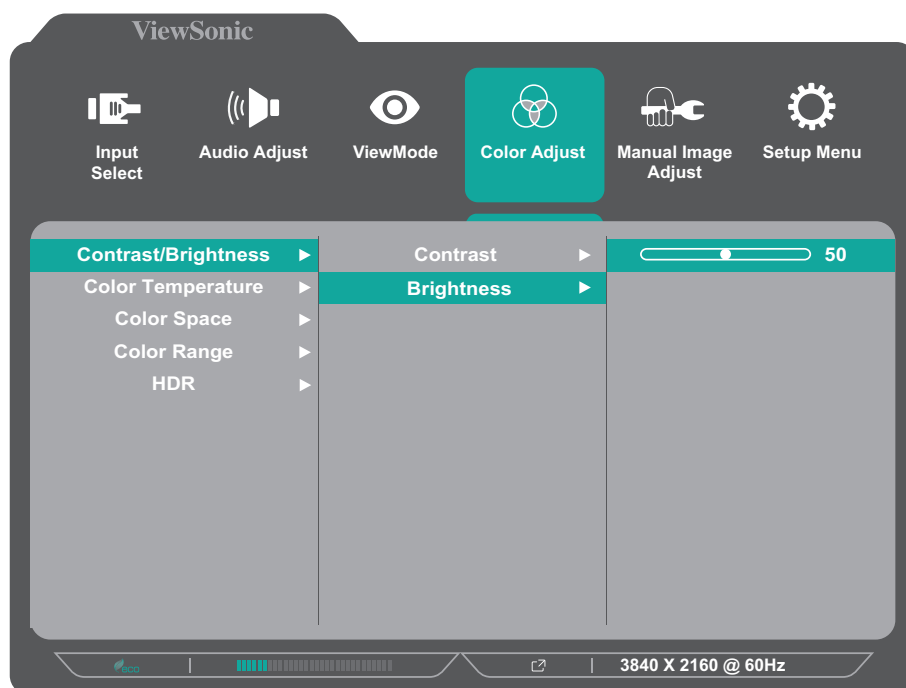 ViewSonic
Input Select
Audio Adjust
ViewMode
Color Adjust
Manual Image Adjust
Setup Menu
Contrast/Brightness
Contrast
50
Color Temperature
Brightness
Color Space
Color Range
HDR
eco
3840 X 2160 @ 60Hz